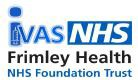 iVAS NHS
Frimley Health
NHS Foundation Trust